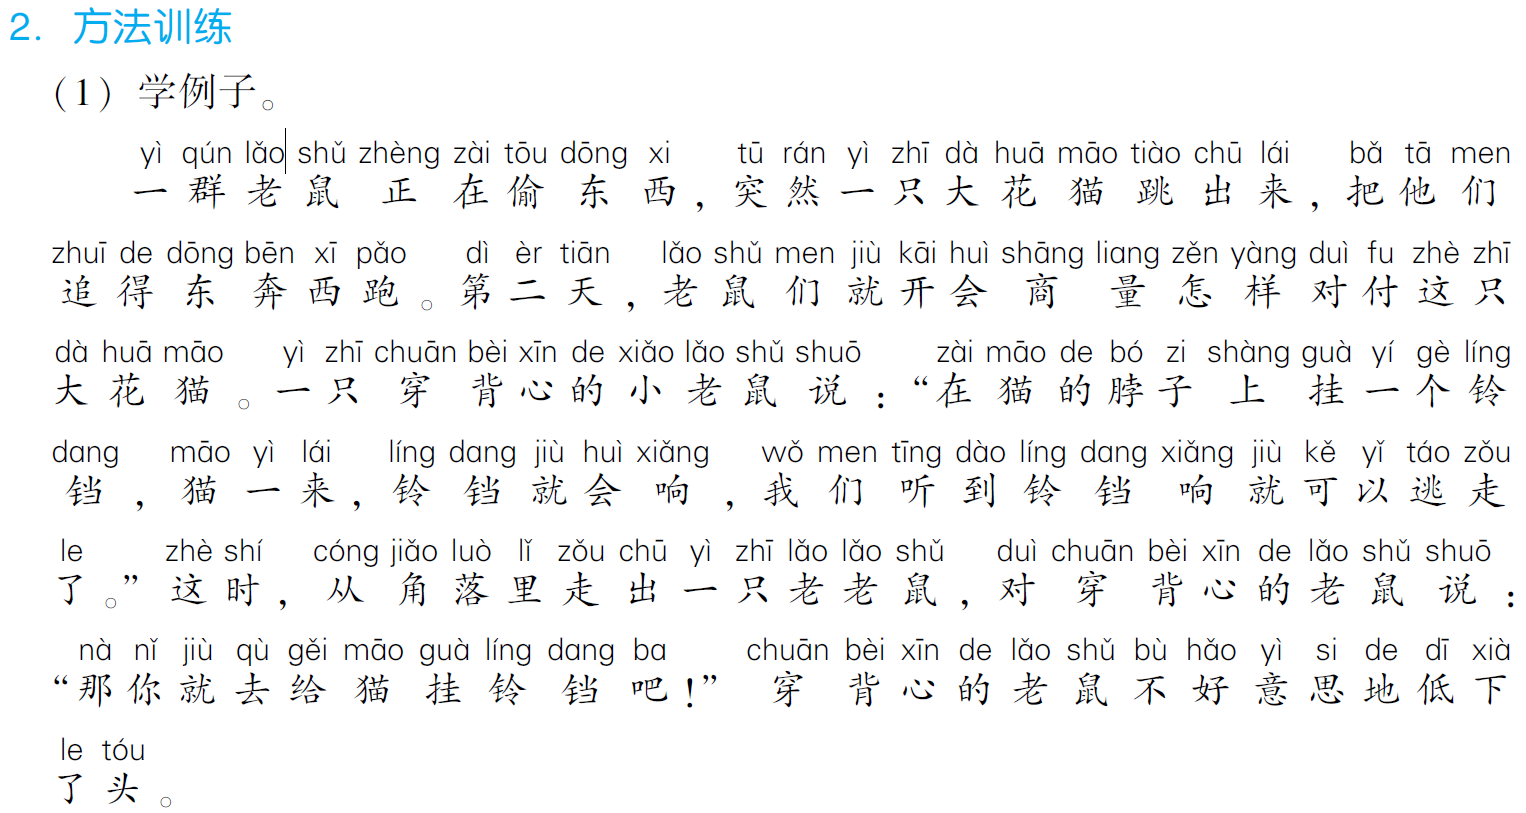 2. 方法训练
(1) 学例子。
yì qún lǎo shǔ zhèng zài tōu dōng xi tū rán yì zhī dà huā māo tiào chū lái bǎ tā men
一群老鼠正在偷东西，突然一只大花猫跳出来，把他们
zhuī de dōng bēn xī pǎo dì èr tiān lǎo shǔ men jiù kāi huì shāng liang zěn yàng duì fu zhè zhī
追得东奔西跑。第二天，老鼠们就开会商量怎样对付这只
dà huā māo yì zhī chuān bèi xīn de xiǎo lǎo shǔ shuō zài māo de bó zi shàng guà yí gè líng
大花猫。一只穿背心的小老鼠说：“在猫的脖子上挂一个铃
dang māo yì lái líng dang jiù huì xiǎng wǒ men tīng dào líng dang xiǎng jiù kě yǐ táo zǒu
铛，猫一来，铃铛就会响，我们听到铃铛响就可以逃走
le zhè shí cóng jiǎo luò lǐ zǒu chū yì zhī lǎo lǎo shǔ duì chuān bèi xīn de lǎo shǔ shuō
了。”这时，从角落里走出一只老老鼠，对穿背心的老鼠说：
nà nǐ jiù qù gěi māo guà líng dang ba chuān bèi xīn de lǎo shǔ bù hǎo yì si de dī xià
“那你就去给猫挂铃铛吧！”穿背心的老鼠不好意思地低下
le tóu
了头。